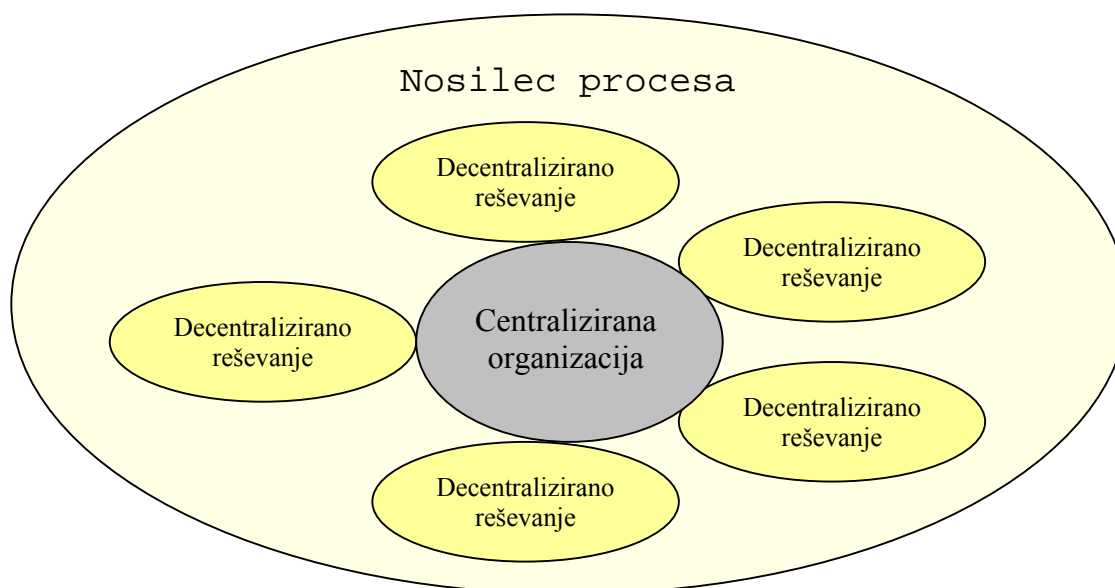 Nosilec procesa
Decentralizirano
reševanje
Decentralizirano
reševanje
Decentralizirano
reševanje
Centralizirana
organizacija
Decentralizirano
reševanje
Decentralizirano
reševanje